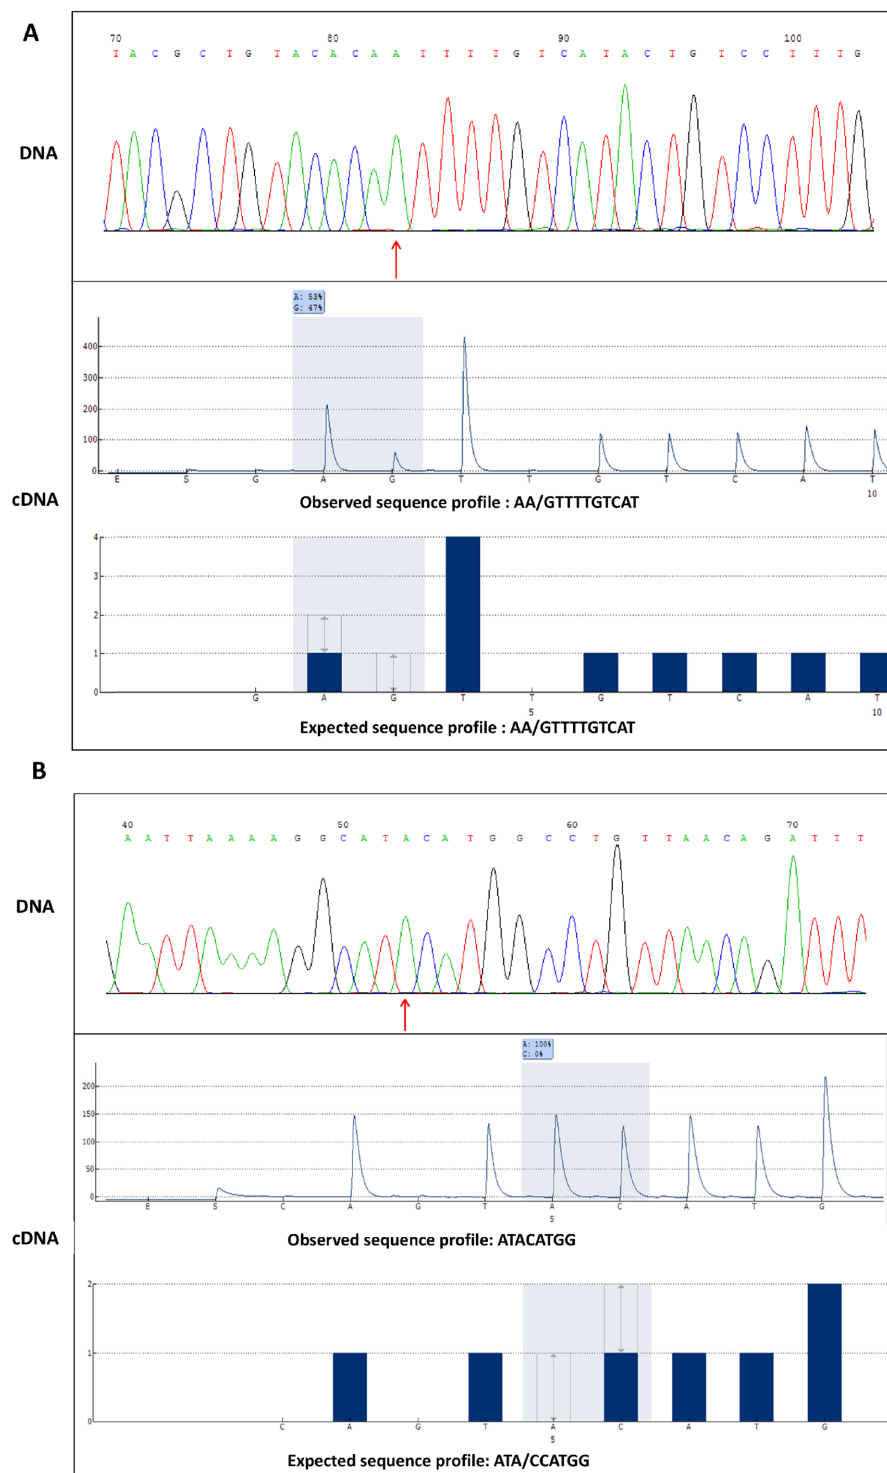 A
70 80 90 100
T A C G C T G T A C A C A A T T T T G T C A T A C T G T C C T T T G
DNA
A: 53%
G: 47%
400
300
200
100
0
E S G A G T T G T C A T
10
cDNA
Observed sequence profile : AA/GTTTTGTCAT
4
3
2
1
0
G A G T T G T C A T
5 10
Expected sequence profile : AA/GTTTTGTCAT
B
40 50 60 70
A A T T A A A A G G C A T A C A T G G C C T G T T A A C A G A T T T
DNA
A: 100%
C: 0%
200
150
100
50
0
E S C A G T A C A T G
5
cDNA
Observed sequence profile: ATACATGG
2
1
0
C A G T A C A T G
5
Expected sequence profile: ATA/CCATGG